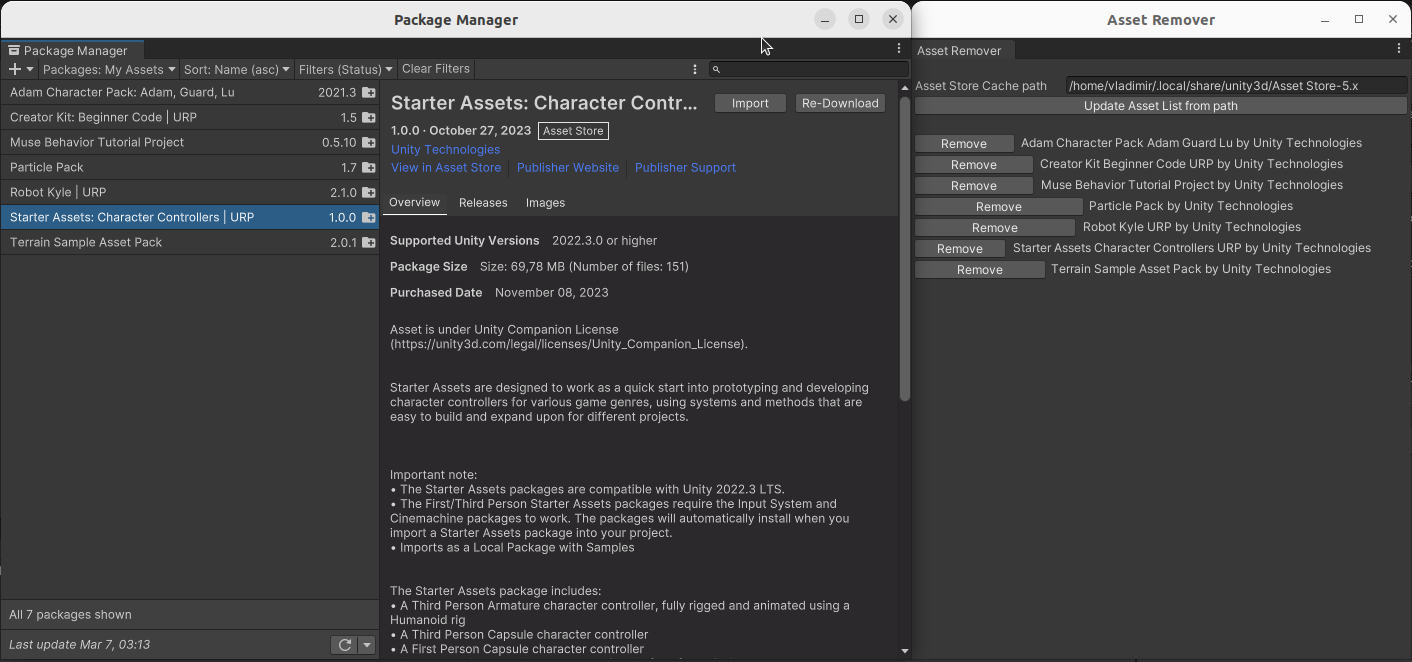 Package Manager
Package Manager
Packages: My Assets
Sort: Name (asc)
Filters (Status)
Clear Filters
Adam Character Pack: Adam, Guard, Lu 2021.3
Creator Kit: Beginner Code | URP 1.5
Muse Behavior Tutorial Project 0.5.10
Particle Pack 1.7
Robot Kyle | URP 2.1.0
Starter Assets: Character Controllers | URP 1.0.0
Terrain Sample Asset Pack 2.0.1
All 7 packages shown
Last update Mar 7, 03:13
Starter Assets: Character Contr...
Import
Re-Download
1.0.0 · October 27, 2023 Asset Store
Unity Technologies
View in Asset Store | Publisher Website | Publisher Support
Overview Releases Images
Supported Unity Versions 2022.3.0 or higher
Package Size Size: 69,78 MB (Number of files: 151)
Purchased Date November 08, 2023
Asset is under Unity Companion License
(https://unity3d.com/legal/licenses/Unity_Companion_License).
Starter Assets are designed to work as a quick start into prototyping and developing
character controllers for various game genres, using systems and methods that are
easy to build and expand upon for different projects.
Important note:
• The Starter Assets packages are compatible with Unity 2022.3 LTS.
• The First/Third Person Starter Assets packages require the Input System and
Cinemachine packages to work. The packages will automatically install when you
import a Starter Assets package into your project.
• Imports as a Local Package with Samples
The Starter Assets package includes:
• A Third Person Armature character controller, fully rigged and animated using a
Humanoid rig
• A Third Person Capsule character controller
• A First Person Capsule character controller
Asset Remover
Asset Remover
Asset Store Cache path /home/vladimir/.local/share/unity3d/Asset Store-5.x
Update Asset List from path
Remove Adam Character Pack Adam Guard Lu by Unity Technologies
Remove Creator Kit Beginner Code URP by Unity Technologies
Remove Muse Behavior Tutorial Project by Unity Technologies
Remove Particle Pack by Unity Technologies
Remove Robot Kyle URP by Unity Technologies
Remove Starter Assets Character Controllers URP by Unity Technologies
Remove Terrain Sample Asset Pack by Unity Technologies